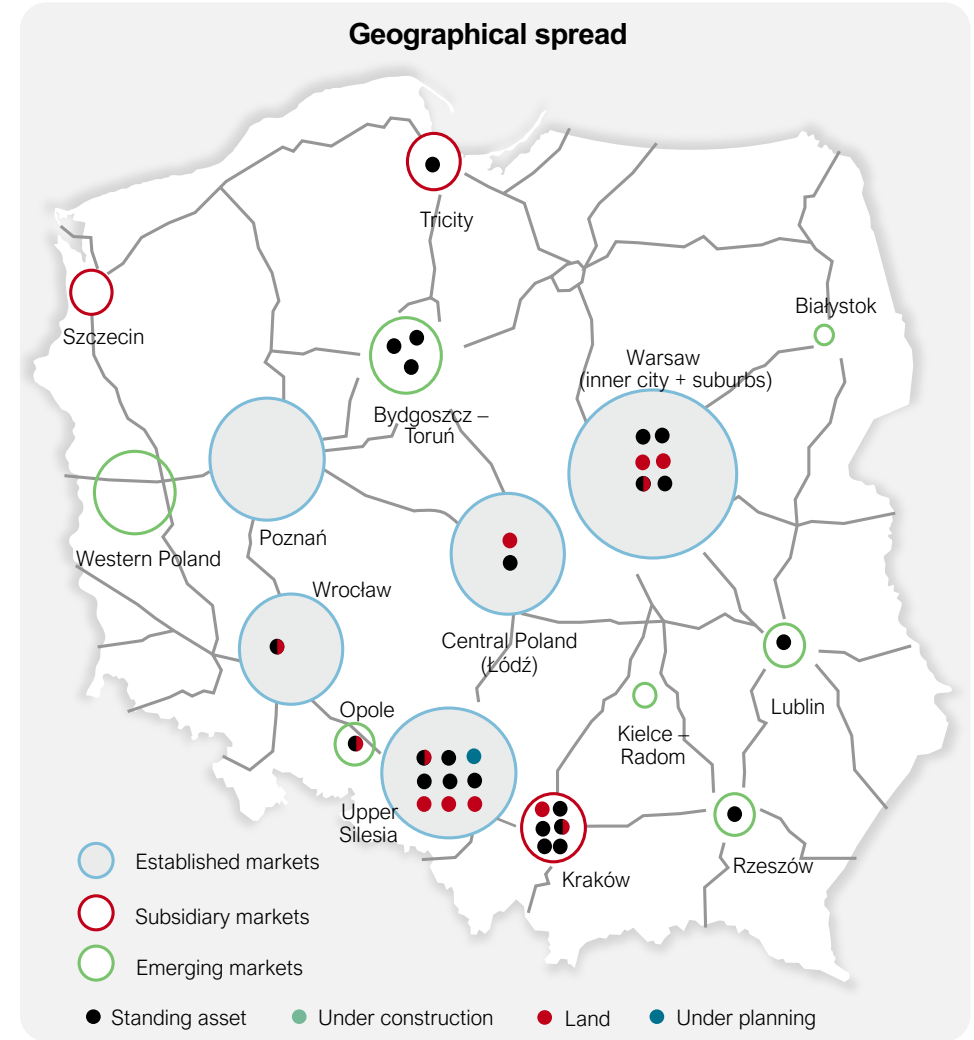 Geographical spread
Tricity
Szczecin
Białystok
Warsaw
(inner city + suburbs)
Bydgoszcz –
Toruń
Poznań
Western Poland
Wrocław
Central Poland
(Łódź)
Opole
Lublin
Kielce –
Radom
Upper
Silesia
Kraków
Rzeszów
Established markets
Subsidiary markets
Emerging markets
Standing asset
Under construction
Land
Under planning